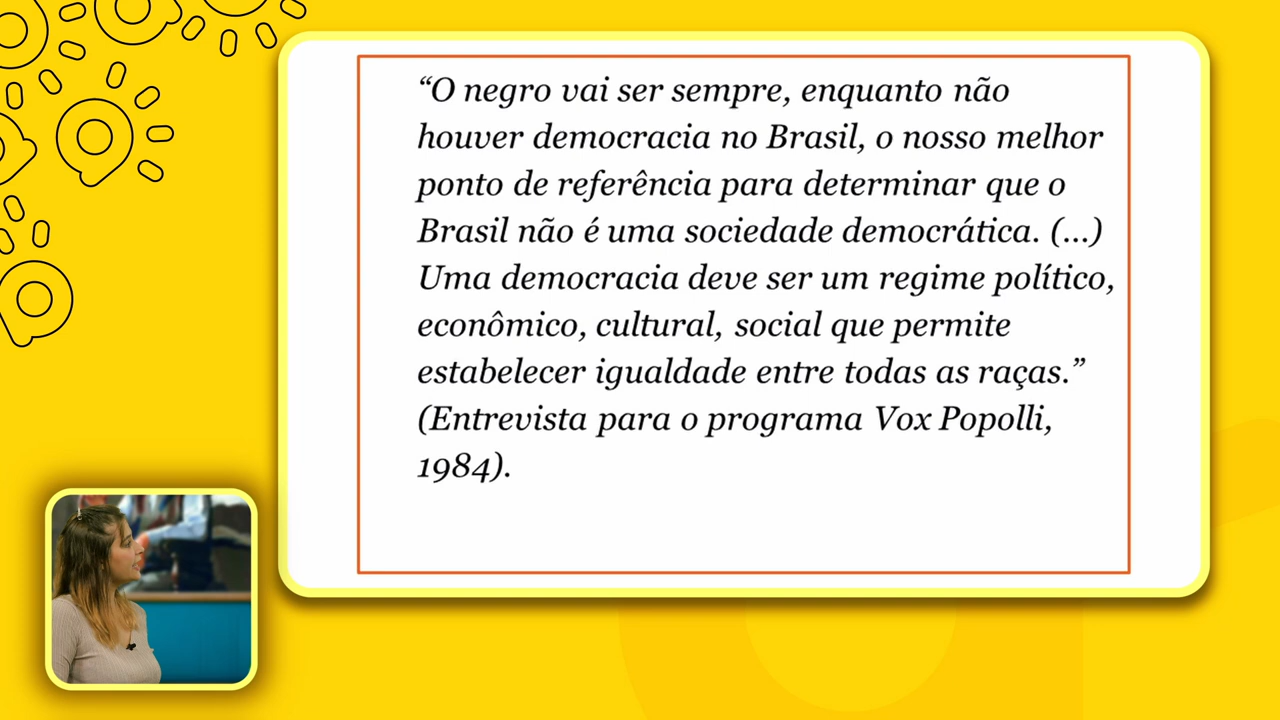 “O negro vai ser sempre, enquanto não
houver democracia no Brasil, o nosso melhor
ponto de referência para determinar que o
Brasil não é uma sociedade democrática. (...)
Uma democracia deve ser um regime político,
econômico, cultural, social que permite
estabelecer igualdade entre todas as raças.”
(Entrevista para o programa Vox Popolli,
1984).